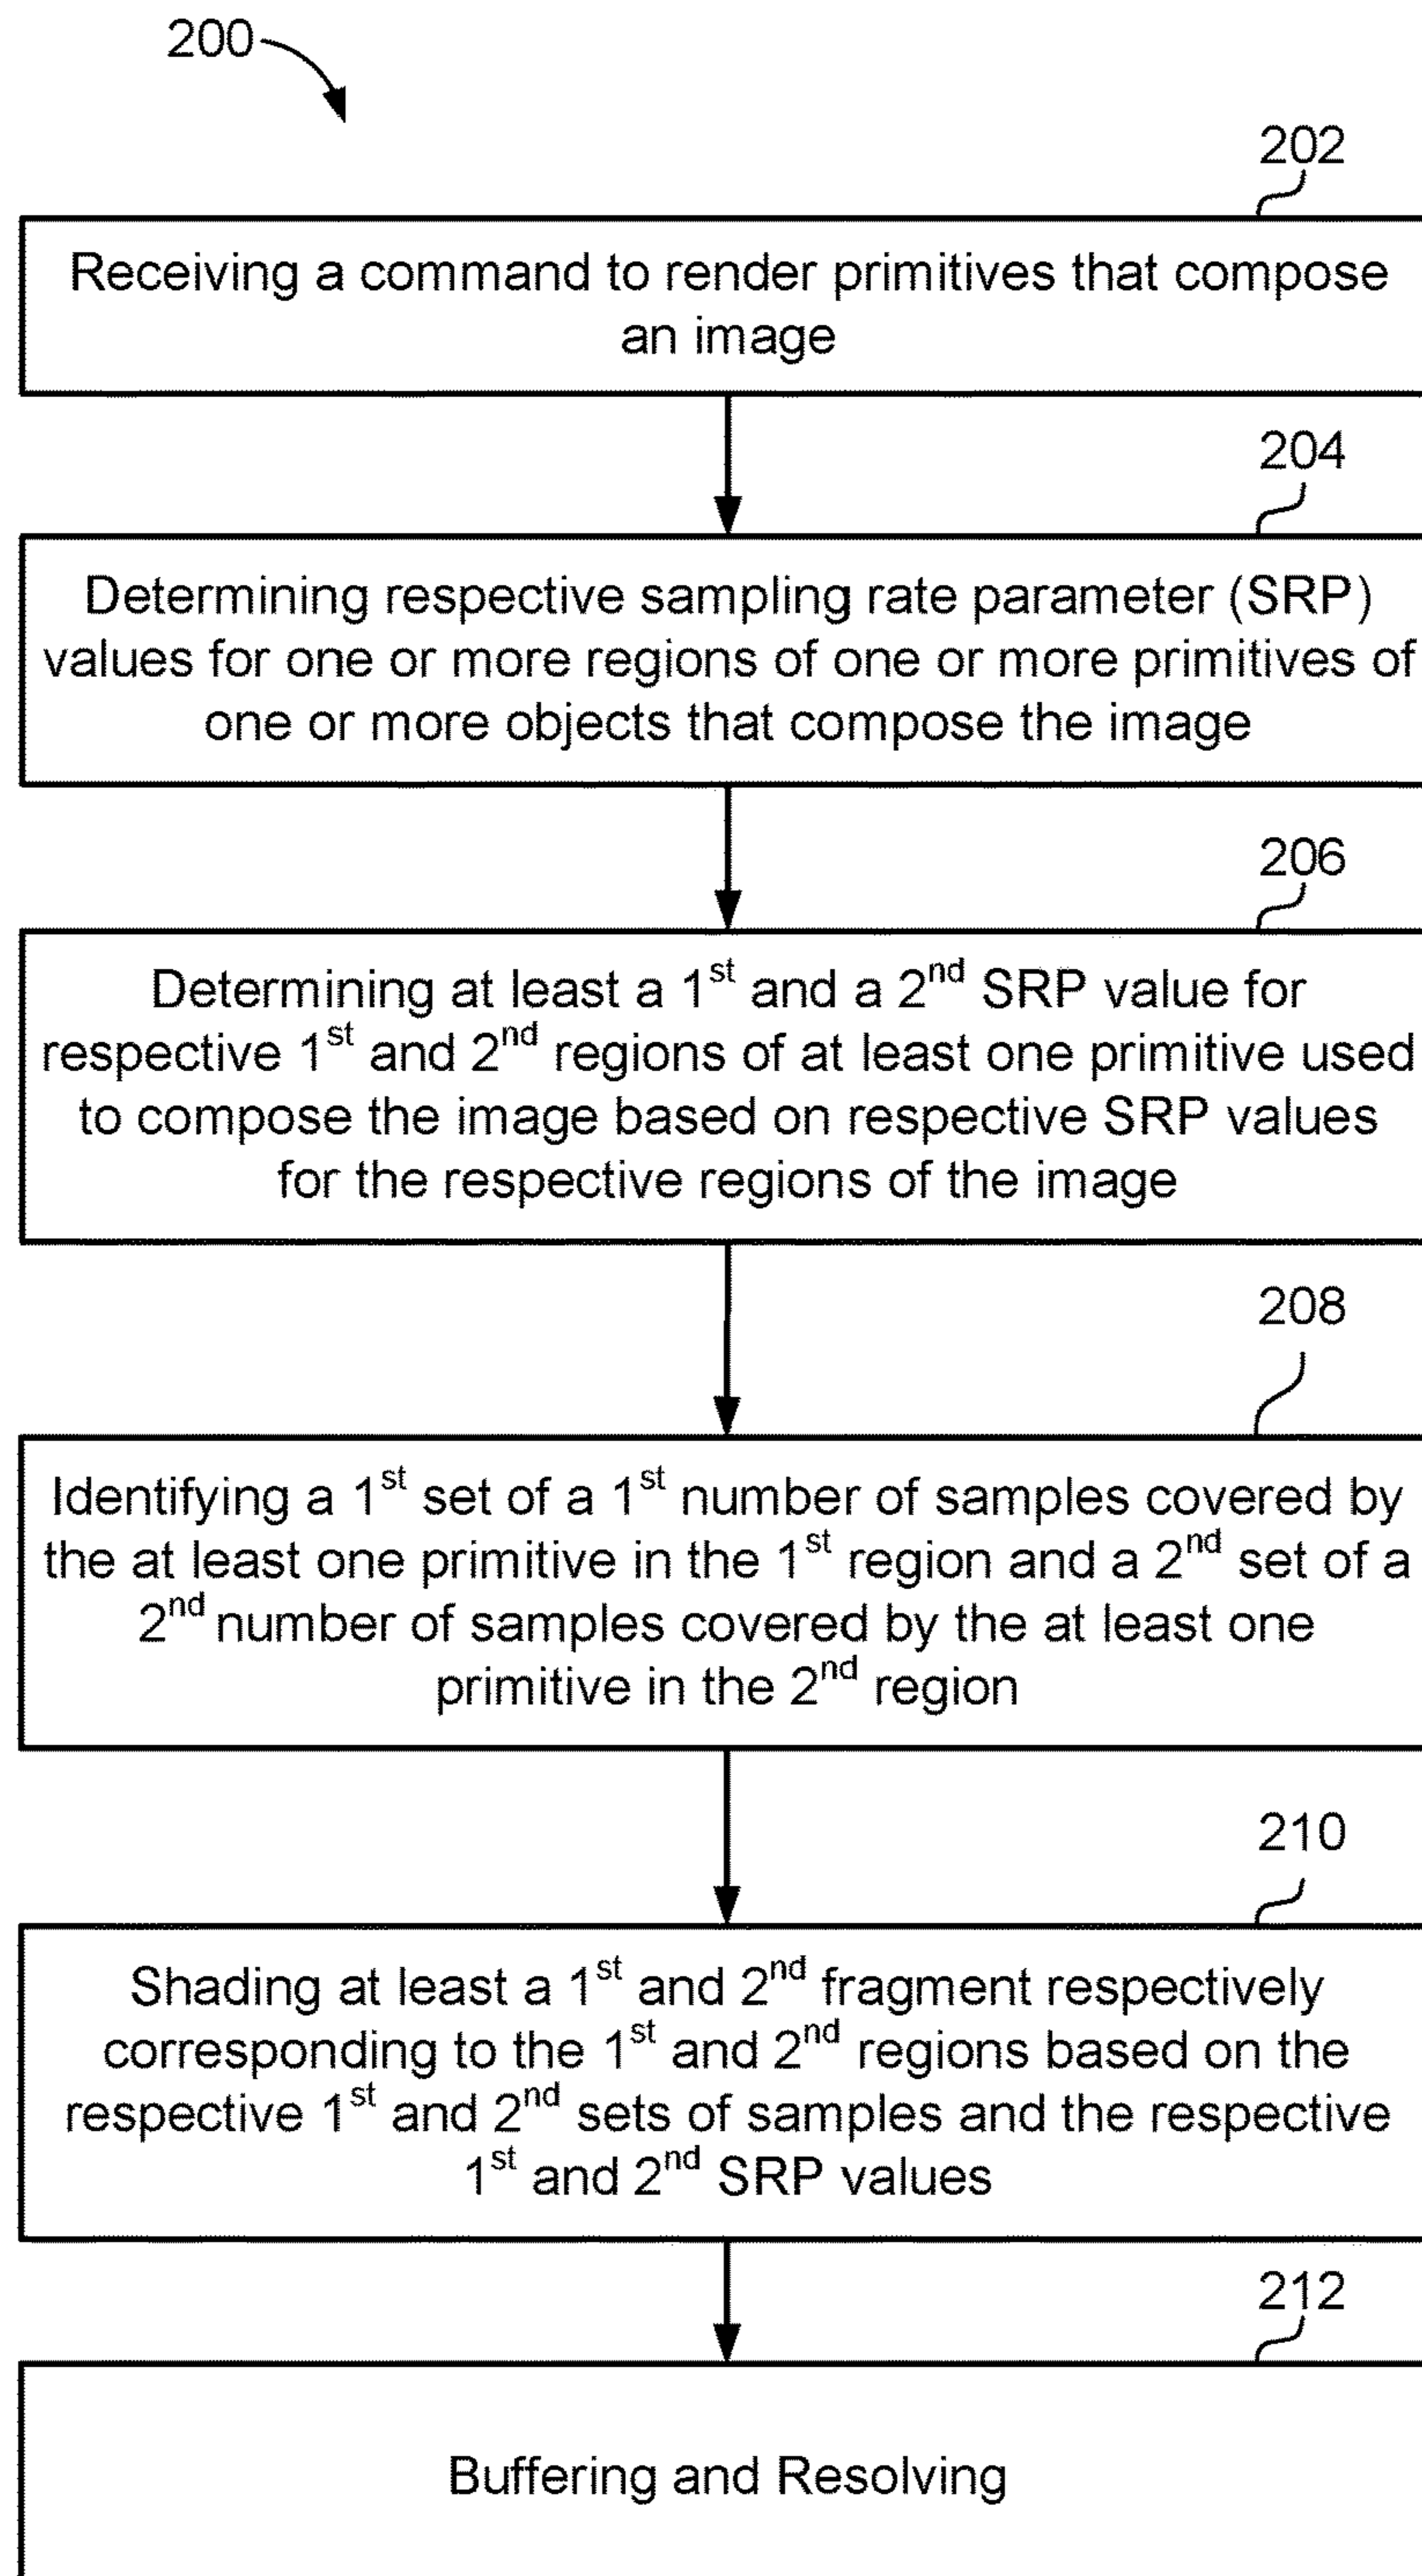 200
202
Receiving a command to render primitives that compose
an image
204
Determining respective sampling rate parameter (SRP)
values for one or more regions of one or more primitives of
one or more objects that compose the image
206
Determining at least a 1st and a 2nd SRP value for
respective 1st and 2nd regions of at least one primitive used
to compose the image based on respective SRP values
for the respective regions of the image
208
Identifying a 1st set of a 1st number of samples covered by
the at least one primitive in the 1st region and a 2nd set of a
2nd number of samples covered by the at least one
primitive in the 2nd region
210
Shading at least a 1st and 2nd fragment respectively
corresponding to the 1st and 2nd regions based on the
respective 1st and 2nd sets of samples and the respective
1st and 2nd SRP values
212
Buffering and Resolving